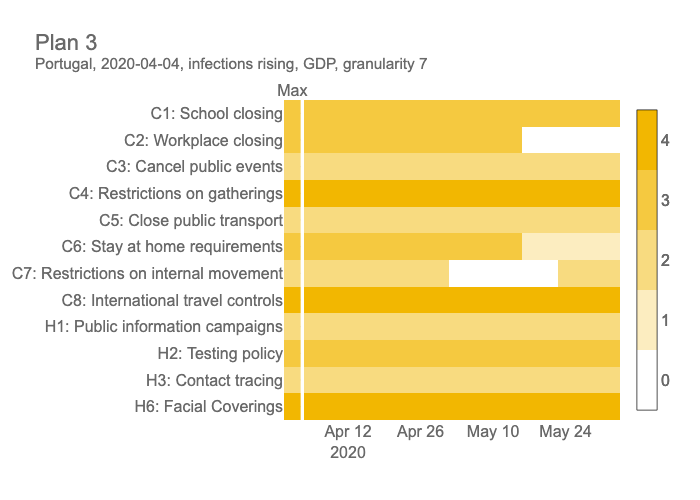 Plan 3
Portugal, 2020-04-04, infections rising, GDP, granularity 7
Max
C1: School closing
C2: Workplace closing
C3: Cancel public events
C4: Restrictions on gatherings
C5: Close public transport
C6: Stay at home requirements
C7: Restrictions on internal movement
C8: International travel controls
H1: Public information campaigns
H2: Testing policy
H3: Contact tracing
H6: Facial Coverings
Apr 12 Apr 26 May 10 May 24
2020
4
3
2
1
0